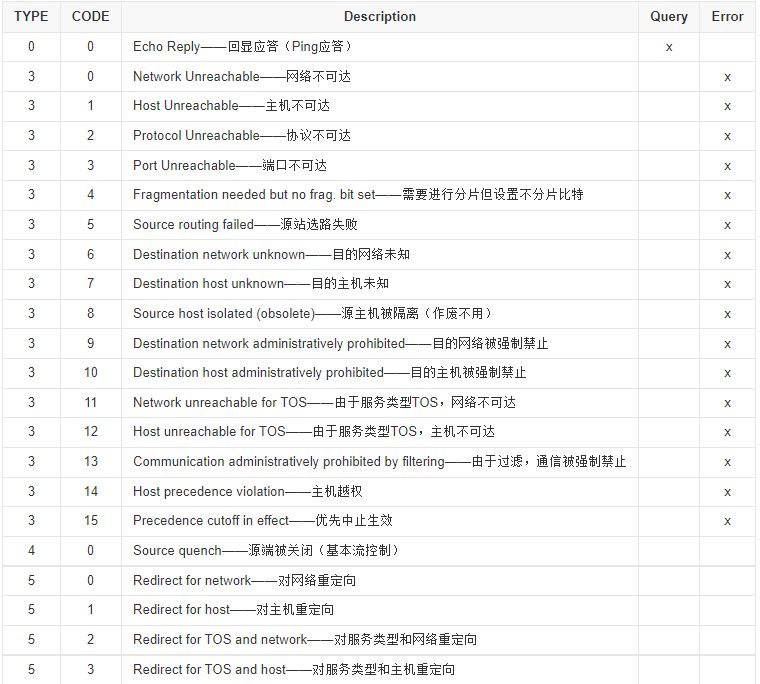 TYPE CODE Description Query Error
0 0 Echo Reply——回显应答（Ping应答） x
3 0 Network Unreachable——网络不可达 x
3 1 Host Unreachable——主机不可达 x
3 2 Protocol Unreachable——协议不可达 x
3 3 Port Unreachable——端口不可达 x
3 4 Fragmentation needed but no frag. bit set——需要进行分片但设置不分片比特 x
3 5 Source routing failed——源站选路失败 x
3 6 Destination network unknown——目的网络未知 x
3 7 Destination host unknown——目的主机未知 x
3 8 Source host isolated (obsolete)——源主机被隔离（作废不用） x
3 9 Destination network administratively prohibited——目的网络被强制禁止 x
3 10 Destination host administratively prohibited——目的主机被强制禁止 x
3 11 Network unreachable for TOS——由于服务类型TOS，网络不可达 x
3 12 Host unreachable for TOS——由于服务类型TOS，主机不可达 x
3 13 Communication administratively prohibited by filtering——由于过滤，通信被强制禁止 x
3 14 Host precedence violation——主机越权 x
3 15 Precedence cutoff in effect——优先中止生效 x
4 0 Source quench——源端被关闭（基本流控制）
5 0 Redirect for network——对网络重定向
5 1 Redirect for host——对主机重定向
5 2 Redirect for TOS and network——对服务类型和网络重定向
5 3 Redirect for TOS and host——对服务类型和主机重定向